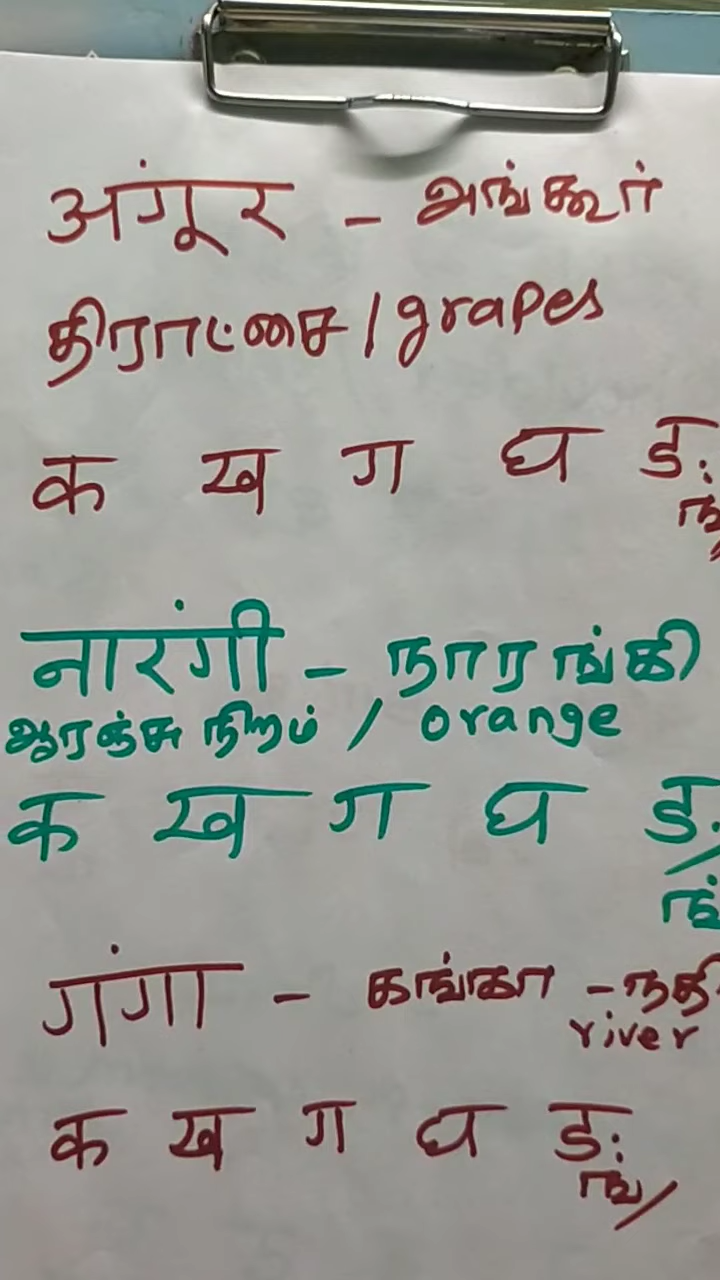 अंगूर - அங்கூர்
திராட்சை / grapes
क ख ग घ ङ:
ங
नारंगी - நாரங்கி
ஆரஞ்சு நிறம் / orange
क ख ग घ ङ:
ங்
गंगा - கங்கா - நதி
river
क ख ग घ ङ:
ங்